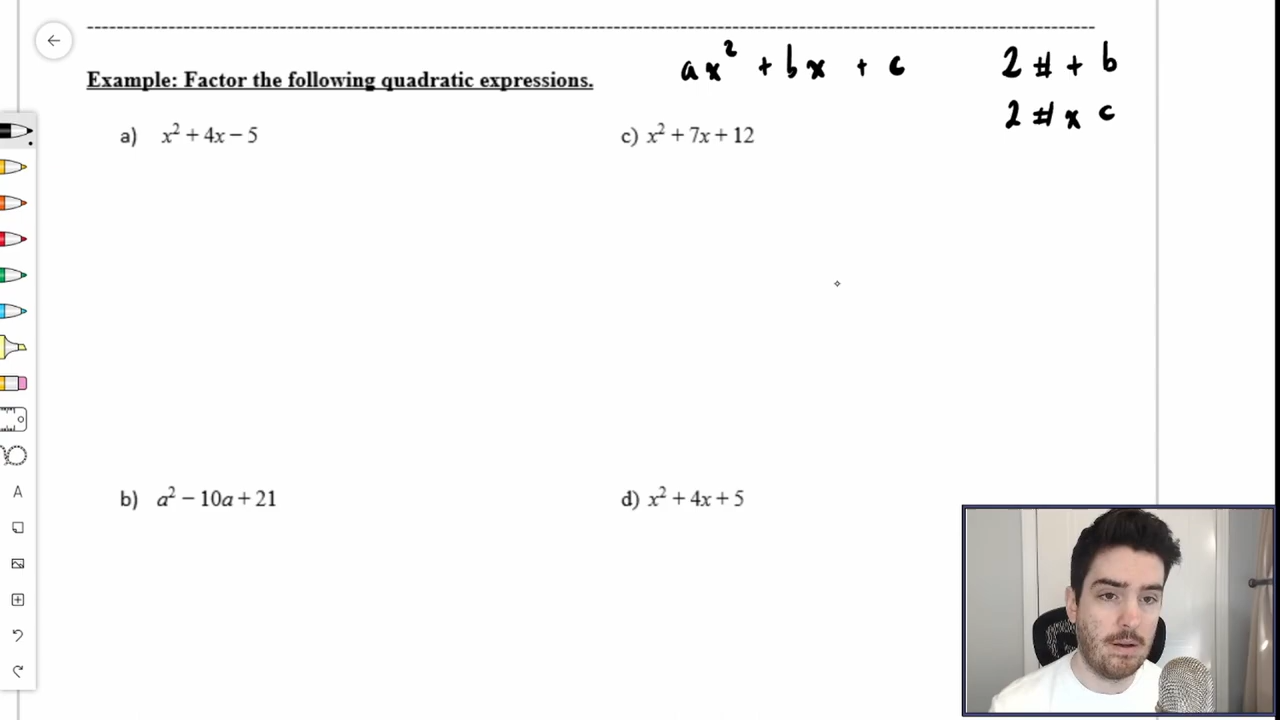 Example: Factor the following quadratic expressions.
ax² + bx + c
2 # + b
2 # x c
a) x² + 4x − 5
c) x² + 7x + 12
b) a² − 10a + 21
d) x² + 4x + 5
A